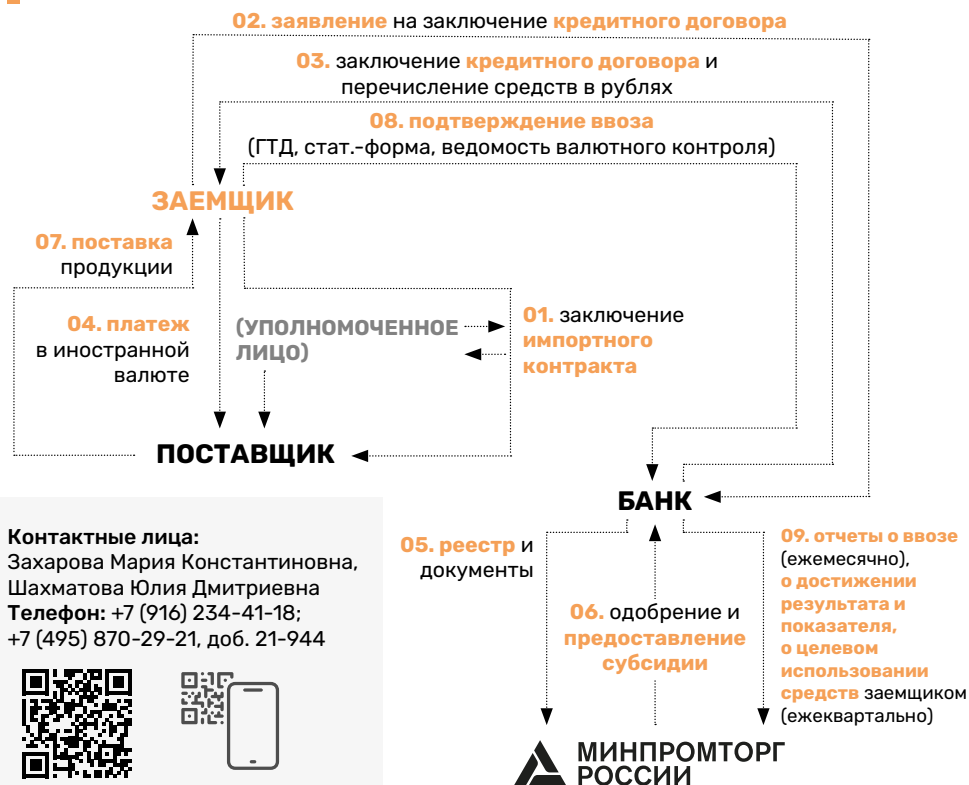 02. заявление на заключение кредитного договора
03. заключение кредитного договора и
перечисление средств в рублях
08. подтверждение ввоза
(ГТД, стат.-форма, ведомость валютного контроля)
ЗАЕМЩИК
07. поставка
продукции
04. платеж
в иностранной
валюте
(УПОЛНОМОЧЕННОЕ
ЛИЦО)
01. заключение
импортного
контракта
ПОСТАВЩИК
БАНК
Контактные лица:
Захарова Мария Константиновна,
Шахматова Юлия Дмитриевна
Телефон: +7 (916) 234-41-18;
+7 (495) 870-29-21, доб. 21-944
05. реестр и
документы
06. одобрение и
предоставление
субсидии
09. отчеты о ввозе
(ежемесячно),
о достижении
результата и
показателя,
о целевом
использовании
средств заемщиком
(ежеквартально)
МИНПРОМТОРГ
РОССИИ